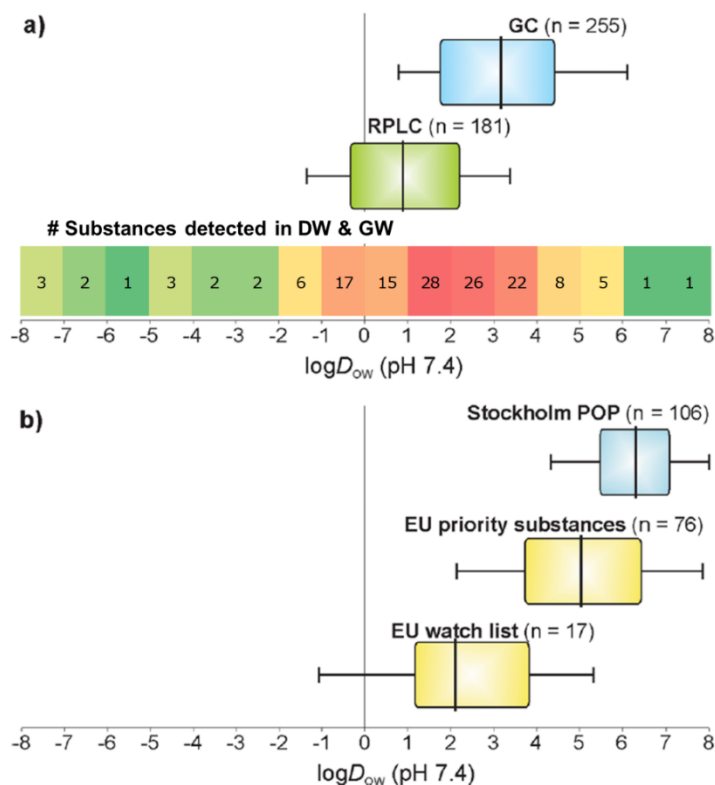 a)
GC (n = 255)
RPLC (n = 181)
# Substances detected in DW & GW
3 2 1 3 2 2 6 17 15 28 26 22 8 5 1 1
-8 -7 -6 -5 -4 -3 -2 -1 0 1 2 3 4 5 6 7 8
logDow (pH 7.4)
b)
Stockholm POP (n = 106)
EU priority substances (n = 76)
EU watch list (n = 17)
-8 -7 -6 -5 -4 -3 -2 -1 0 1 2 3 4 5 6 7 8
logDow (pH 7.4)